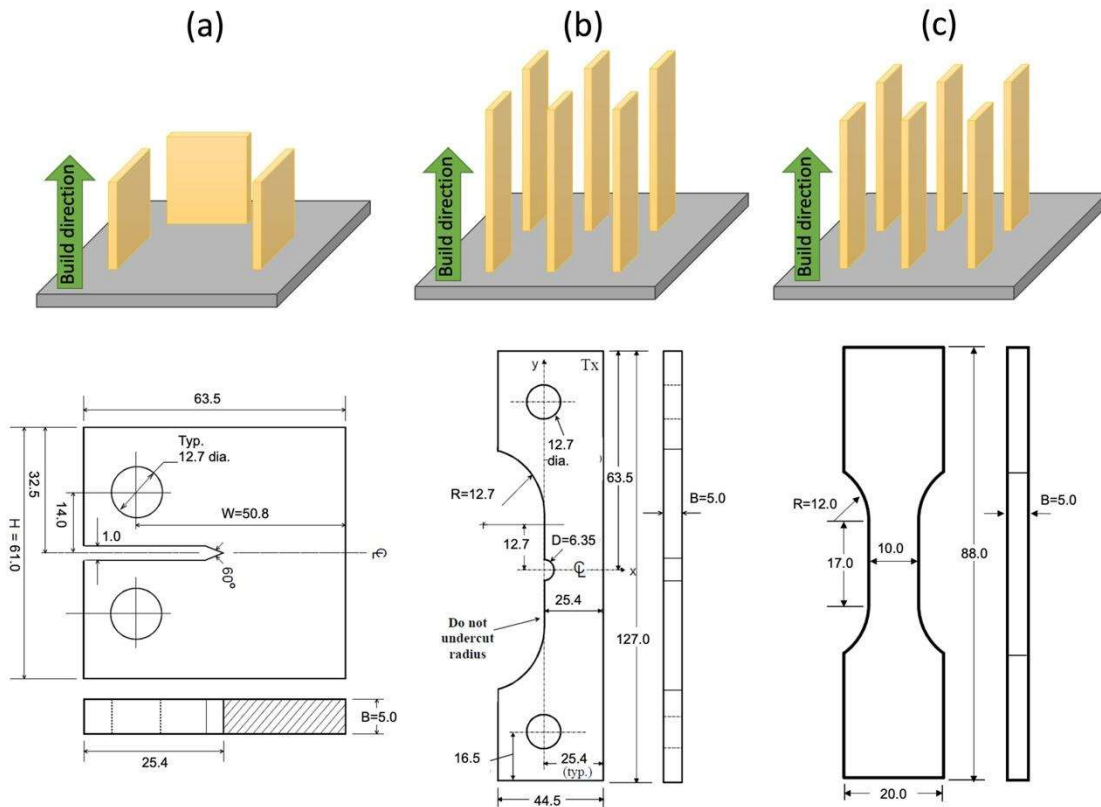 (a)
(b)
(c)
Build direction
Build direction
Build direction
63.5
Typ.
12.7 dia.
32.5
14.0
H = 61.0
W=50.8
1.0
60°
B=5.0
25.4
y
Tx
12.7
dia.
63.5
R=12.7
B=5.0
12.7
D=6.35
x
25.4
Do not
undercut
radius
127.0
16.5
25.4
(typ.)
44.5
R=12.0
10.0
17.0
88.0
B=5.0
20.0